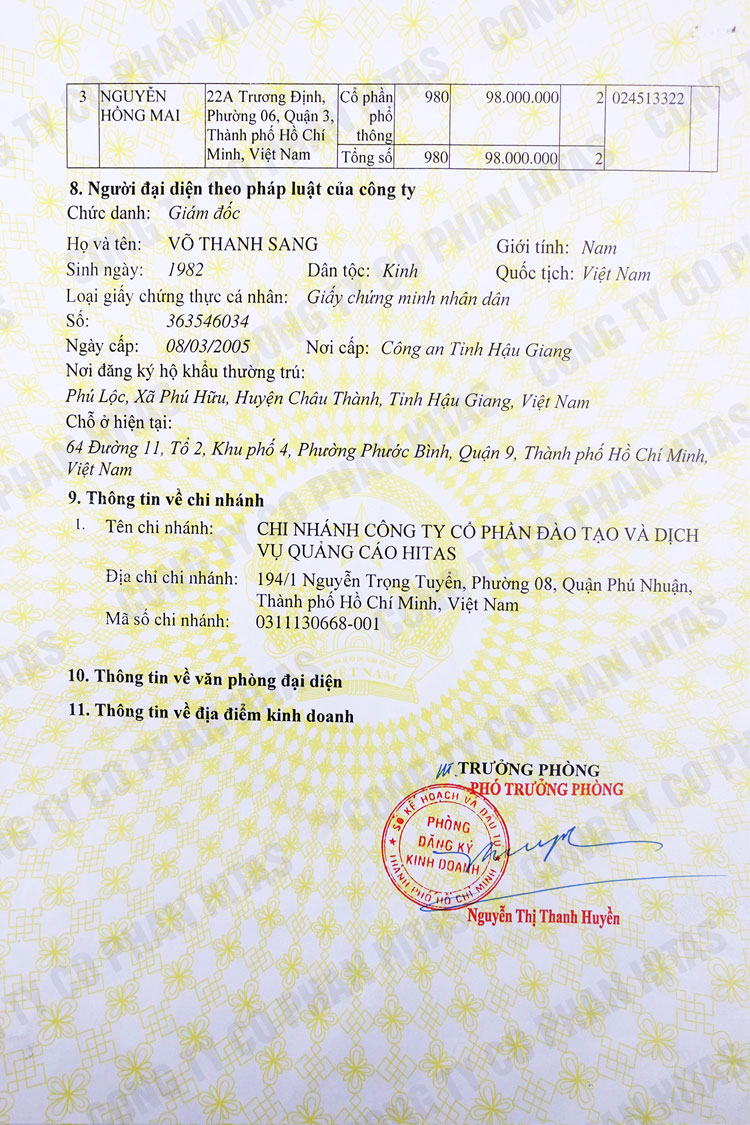 3 NGUYỄN 22A Trương Định, Cổ phần 980 98.000.000 2 024513322
HỒNG MAI Phường 06, Quận 3, phổ
Thành phố Hồ Chí thông
Minh, Việt Nam Tổng số 980 98.000.000 2
8. Người đại diện theo pháp luật của công ty
Chức danh: Giám đốc
Họ và tên: VÕ THANH SANG Giới tính: Nam
Sinh ngày: 1982 Dân tộc: Kinh Quốc tịch: Việt Nam
Loại giấy chứng thực cá nhân: Giấy chứng minh nhân dân
Số: 363546034
Ngày cấp: 08/03/2005 Nơi cấp: Công an Tỉnh Hậu Giang
Nơi đăng ký hộ khẩu thường trú:
Phú Lộc, Xã Phú Hữu, Huyện Châu Thành, Tỉnh Hậu Giang, Việt Nam
Chỗ ở hiện tại:
64 Đường 11, Tổ 2, Khu phố 4, Phường Phước Bình, Quận 9, Thành phố Hồ Chí Minh,
Việt Nam
9. Thông tin về chi nhánh
1. Tên chi nhánh: CHI NHÁNH CÔNG TY CỔ PHẦN ĐÀO TẠO VÀ DỊCH
VỤ QUẢNG CÁO HITAS
Địa chỉ chi nhánh: 194/1 Nguyễn Trọng Tuyển, Phường 08, Quận Phú Nhuận,
Thành phố Hồ Chí Minh, Việt Nam
Mã số chi nhánh: 0311130668-001
10. Thông tin về văn phòng đại diện
11. Thông tin về địa điểm kinh doanh
TRƯỞNG PHÒNG
PHÓ TRƯỞNG PHÒNG
SỞ KẾ HOẠCH VÀ ĐẦU TƯ
PHÒNG
ĐĂNG KÝ
KINH DOANH
THÀNH PHỐ HỒ CHÍ MINH
Nguyễn Thị Thanh Huyền
CONG TY CO PHAN HITAS